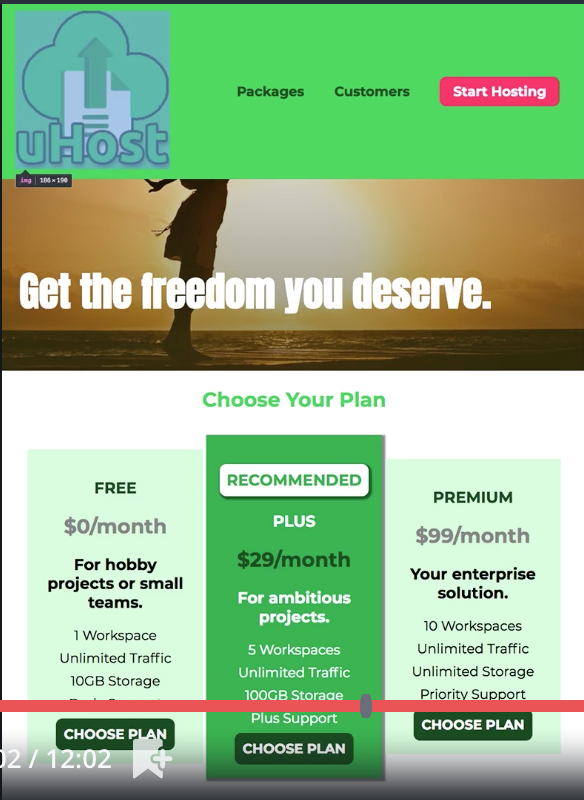 uHost
Packages
Customers
Start Hosting
img 186×190
Get the freedom you deserve.
Choose Your Plan
FREE
$0/month
For hobby
projects or small
teams.
1 Workspace
Unlimited Traffic
10GB Storage
CHOOSE PLAN
RECOMMENDED
PLUS
$29/month
For ambitious
projects.
5 Workspaces
Unlimited Traffic
100GB Storage
Plus Support
CHOOSE PLAN
PREMIUM
$99/month
Your enterprise
solution.
10 Workspaces
Unlimited Traffic
Unlimited Storage
Priority Support
CHOOSE PLAN
02 / 12:02